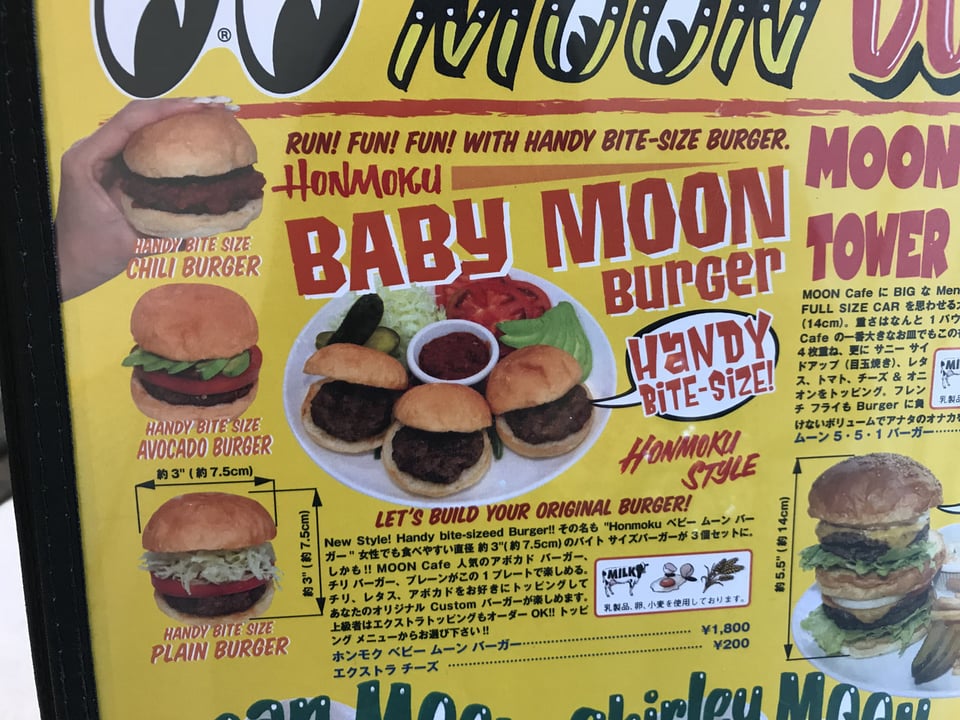 ®
MOON
RUN! FUN! FUN! WITH HANDY BITE-SIZE BURGER.
HONMOKU
BABY MOON
BURGER
HANDY
BITE-SIZE!
HONMOKU
STYLE
HANDY BITE SIZE
CHILI BURGER
HANDY BITE SIZE
AVOCADO BURGER
約 3" ( 約 7.5cm)
約 3" ( 約 7.5cm)
HANDY BITE SIZE
PLAIN BURGER
LET'S BUILD YOUR ORIGINAL BURGER!
New Style! Handy bite-sizeed Burger!! その名も "Honmoku ベビー ムーン バー
ガー" 女性でも食べやすい直径 約 3"( 約 7.5cm) のバイト サイズバーガーが 3 個セットに。
しかも!! MOON Cafe 人気のアボカド バーガー、
チリ バーガー、プレーンがこの 1 プレートで楽しめる。
チリ、レタス、アボカドをお好きにトッピングして
あなたのオリジナル Custom バーガーが楽しめます。
上級者はエクストラトッピングもオーダー OK!! トッピ
ング メニューからお選び下さい!!
MILK
乳製品、卵、小麦を使用しております。
ホンモク ベビー ムーン バーガー ¥1,800
エクストラ チーズ ¥200
MOON
TOWER
MOON Cafe に BIG な Men
FULL SIZE CAR を思わせる
(14cm)。重さはなんと 1 パウ
Cafe の一番大きなお皿でもこの
4 枚重ね、更に サニー サイ
ドアップ (目玉焼き)、レタ
ス、トマト、チーズ & オニ
オンをトッピング。フレン
チ フライも Burger に負
けないボリュームでアナタのオナカを
ムーン 5・5・1 バーガー
乳製品
約 5.5" ( 約 14cm)
Moon
Shirley Moon